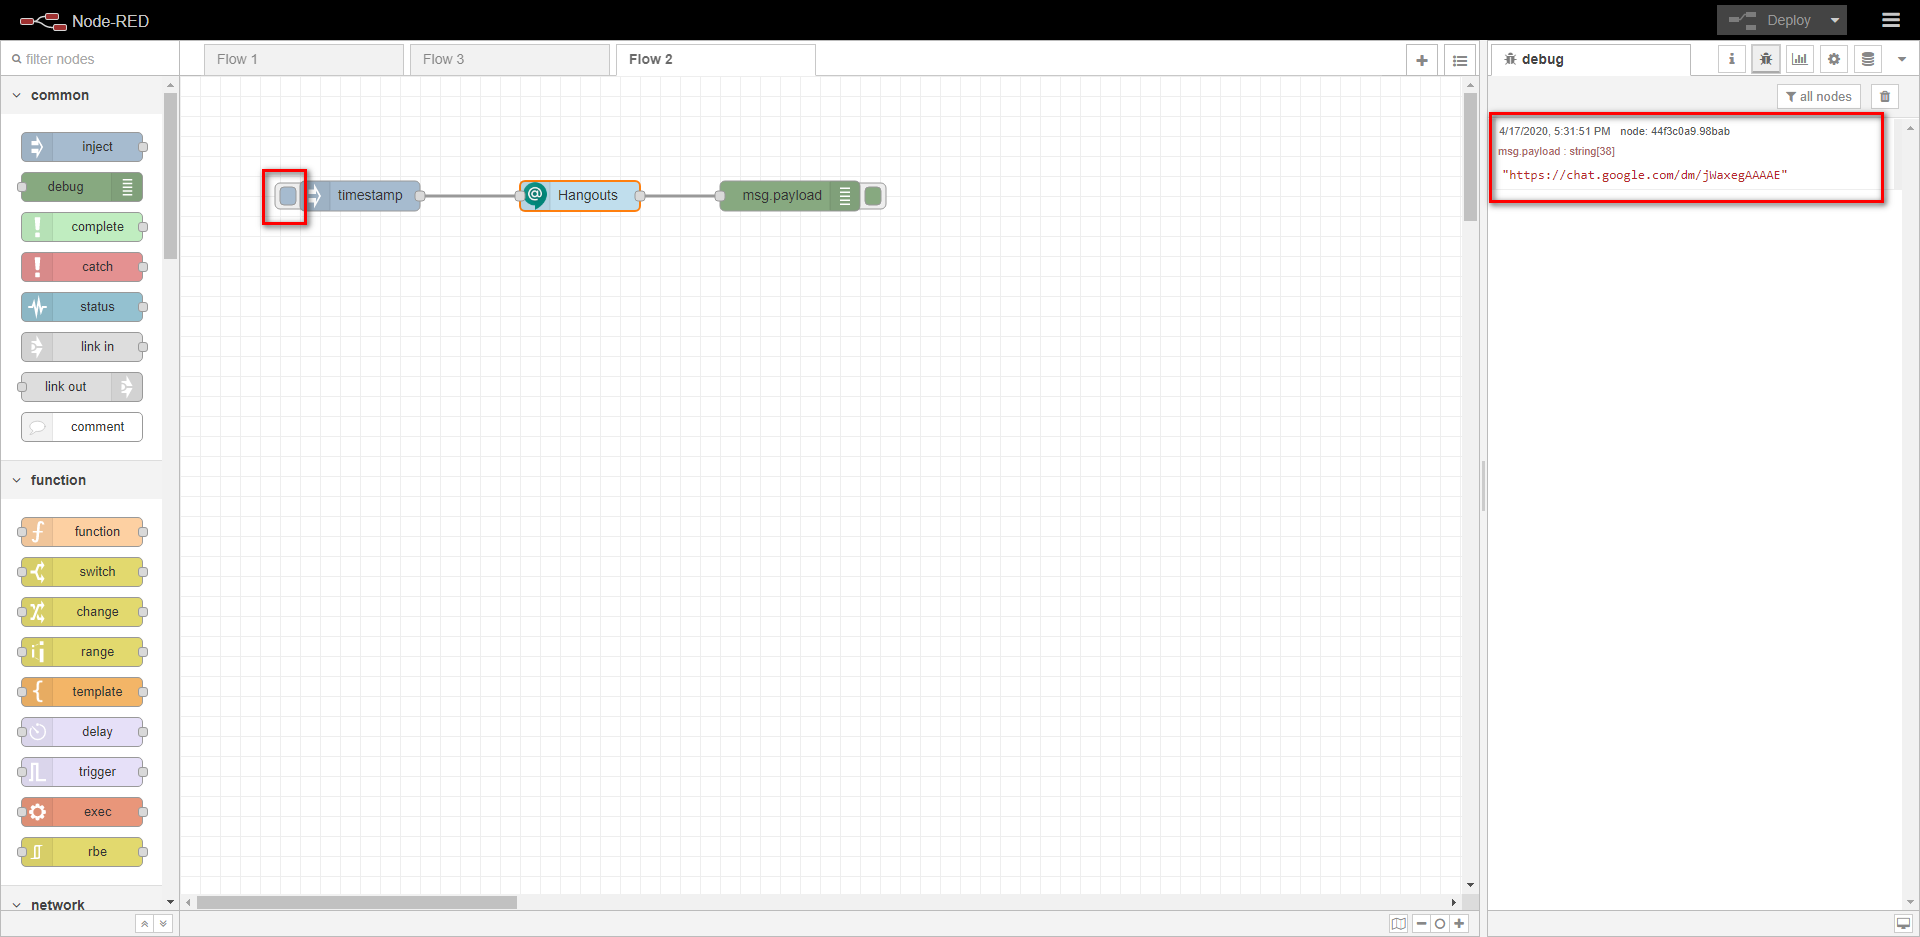 Node-RED
Deploy
filter nodes
Flow 1
Flow 3
Flow 2
debug
common
all nodes
inject
debug
complete
catch
status
link in
link out
comment
function
function
switch
change
range
template
delay
trigger
exec
rbe
network
timestamp
Hangouts
msg.payload
4/17/2020, 5:31:51 PM node: 44f3c0a9.98bab
msg.payload : string[38]
"https://chat.google.com/dm/jWaxegAAAAE"